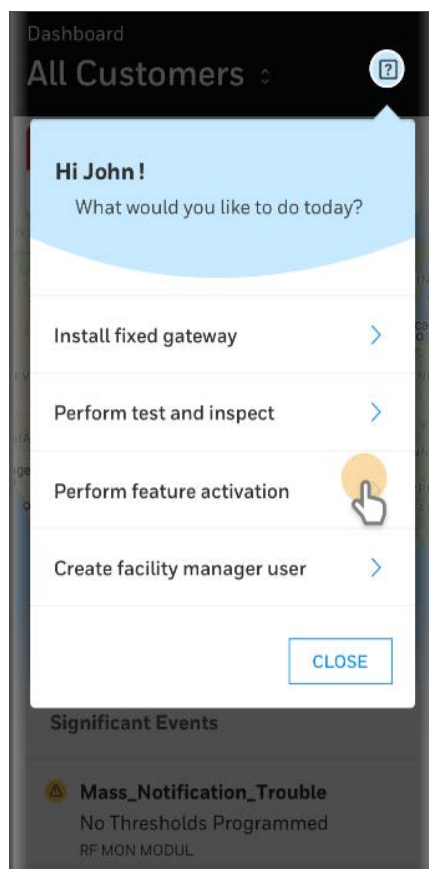 Dashboard
All Customers
Hi John!
What would you like to do today?
Install fixed gateway
Perform test and inspect
Perform feature activation
Create facility manager user
CLOSE
Significant Events
Mass_Notification_Trouble
No Thresholds Programmed
RF MON MODUL